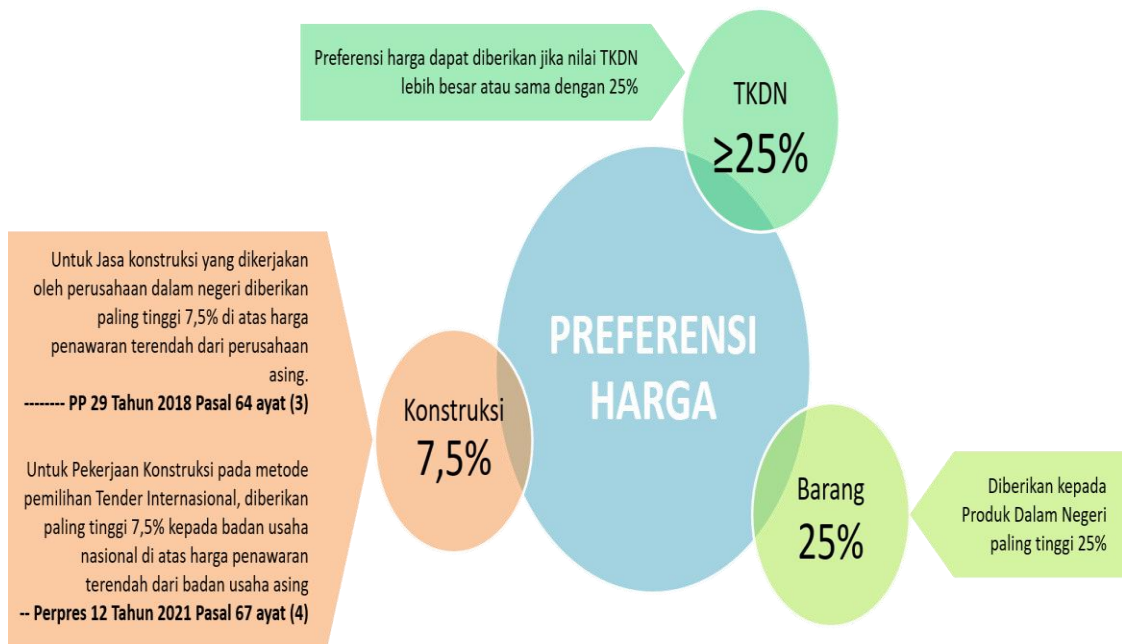 Preferensi harga dapat diberikan jika nilai TKDN
lebih besar atau sama dengan 25%
TKDN
≥25%
Untuk Jasa konstruksi yang dikerjakan
oleh perusahaan dalam negeri diberikan
paling tinggi 7,5% di atas harga
penawaran terendah dari perusahaan
asing.
-------- PP 29 Tahun 2018 Pasal 64 ayat (3)
Untuk Pekerjaan Konstruksi pada metode
pemilihan Tender Internasional, diberikan
paling tinggi 7,5% kepada badan usaha
nasional di atas harga penawaran
terendah dari badan usaha asing
-- Perpres 12 Tahun 2021 Pasal 67 ayat (4)
Konstruksi
7,5%
PREFERENSI
HARGA
Barang
25%
Diberikan kepada
Produk Dalam Negeri
paling tinggi 25%